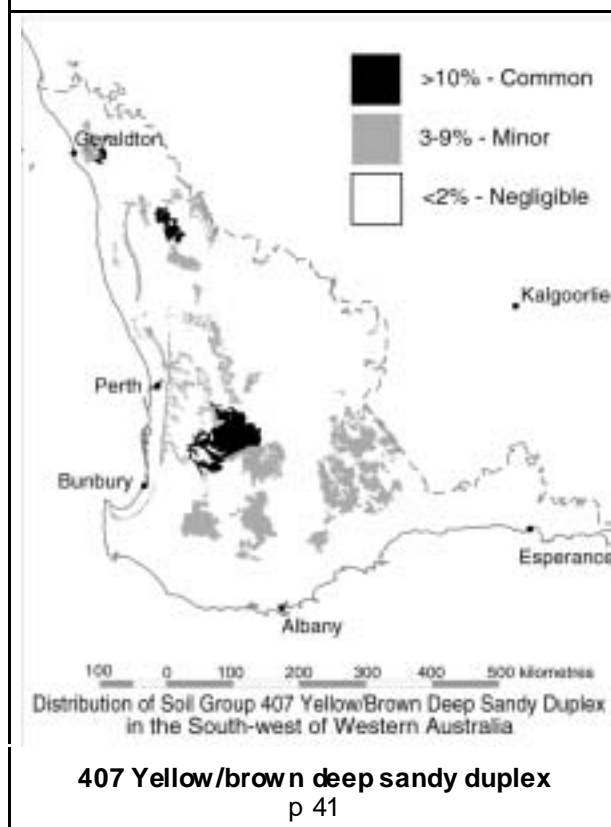 >10% - Common
Geraldton
3-9% - Minor
<2% - Negligible
Kalgoorlie
Perth
Bunbury
Esperance
Albany
100 0 100 200 300 400 500 kilometres
Distribution of Soil Group 407 Yellow/Brown Deep Sandy Duplex
in the South-west of Western Australia
407 Yellow/brown deep sandy duplex
p 41